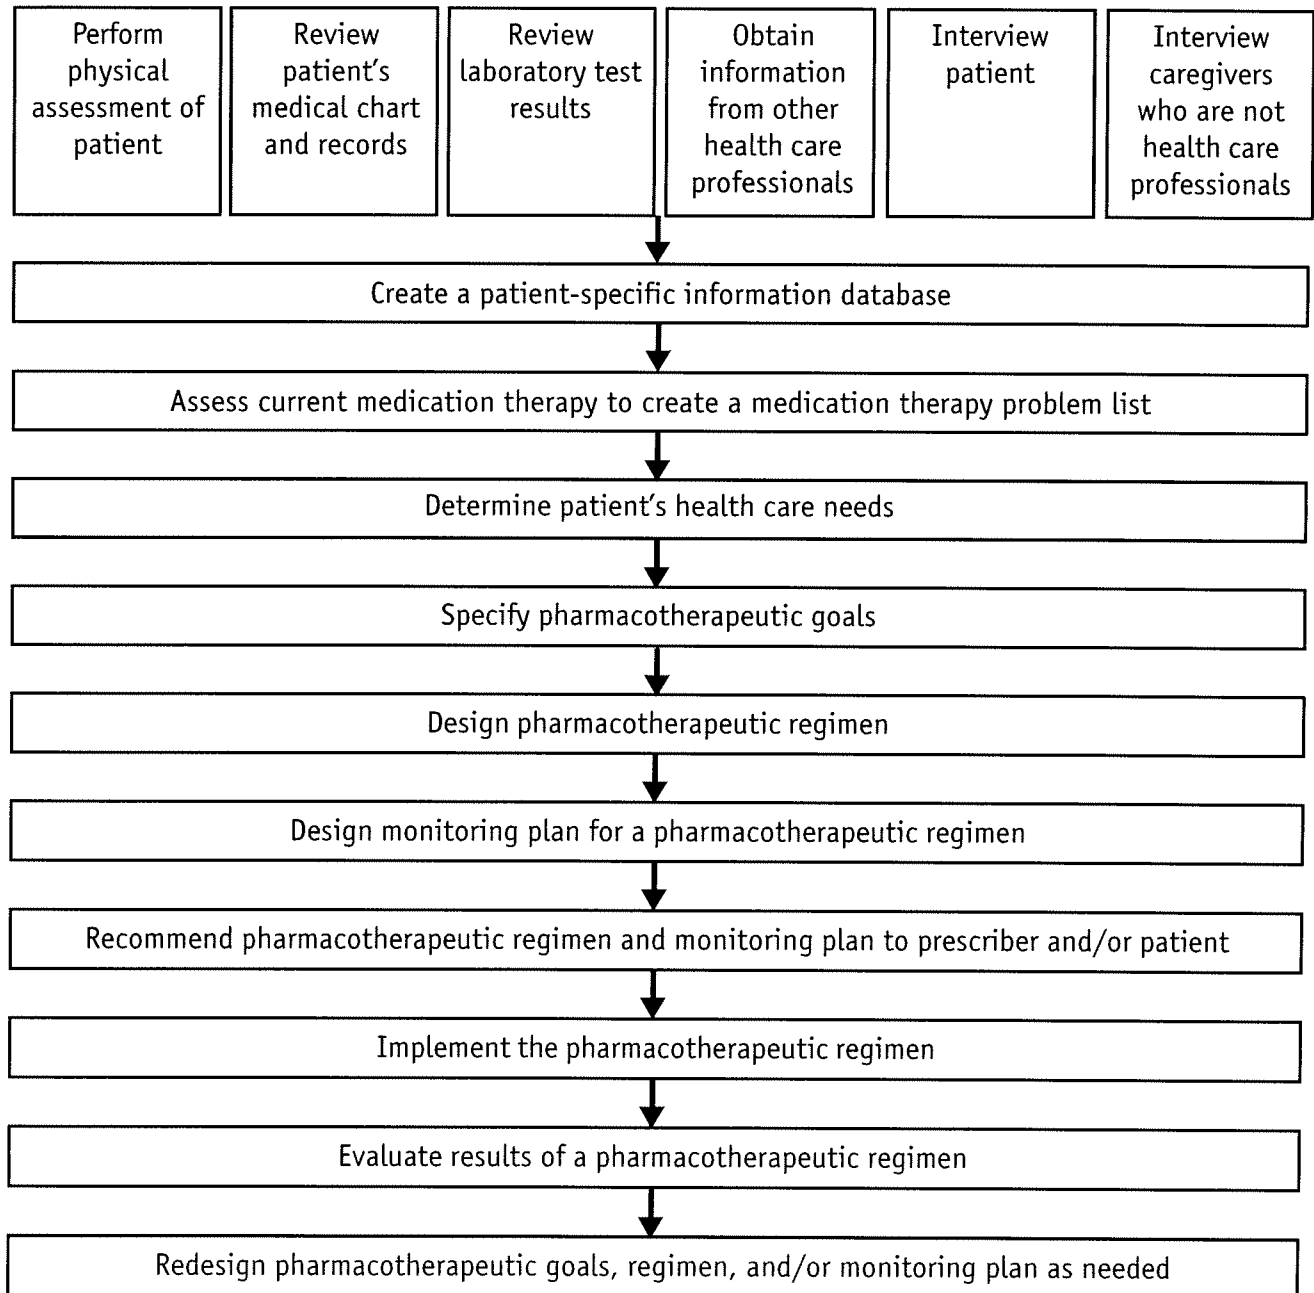 Perform
physical
assessment of
patient
Review
patient's
medical chart
and records
Review
laboratory test
results
Obtain
information
from other
health care
professionals
Interview
patient
Interview
caregivers
who are not
health care
professionals
Create a patient-specific information database
Assess current medication therapy to create a medication therapy problem list
Determine patient's health care needs
Specify pharmacotherapeutic goals
Design pharmacotherapeutic regimen
Design monitoring plan for a pharmacotherapeutic regimen
Recommend pharmacotherapeutic regimen and monitoring plan to prescriber and/or patient
Implement the pharmacotherapeutic regimen
Evaluate results of a pharmacotherapeutic regimen
Redesign pharmacotherapeutic goals, regimen, and/or monitoring plan as needed